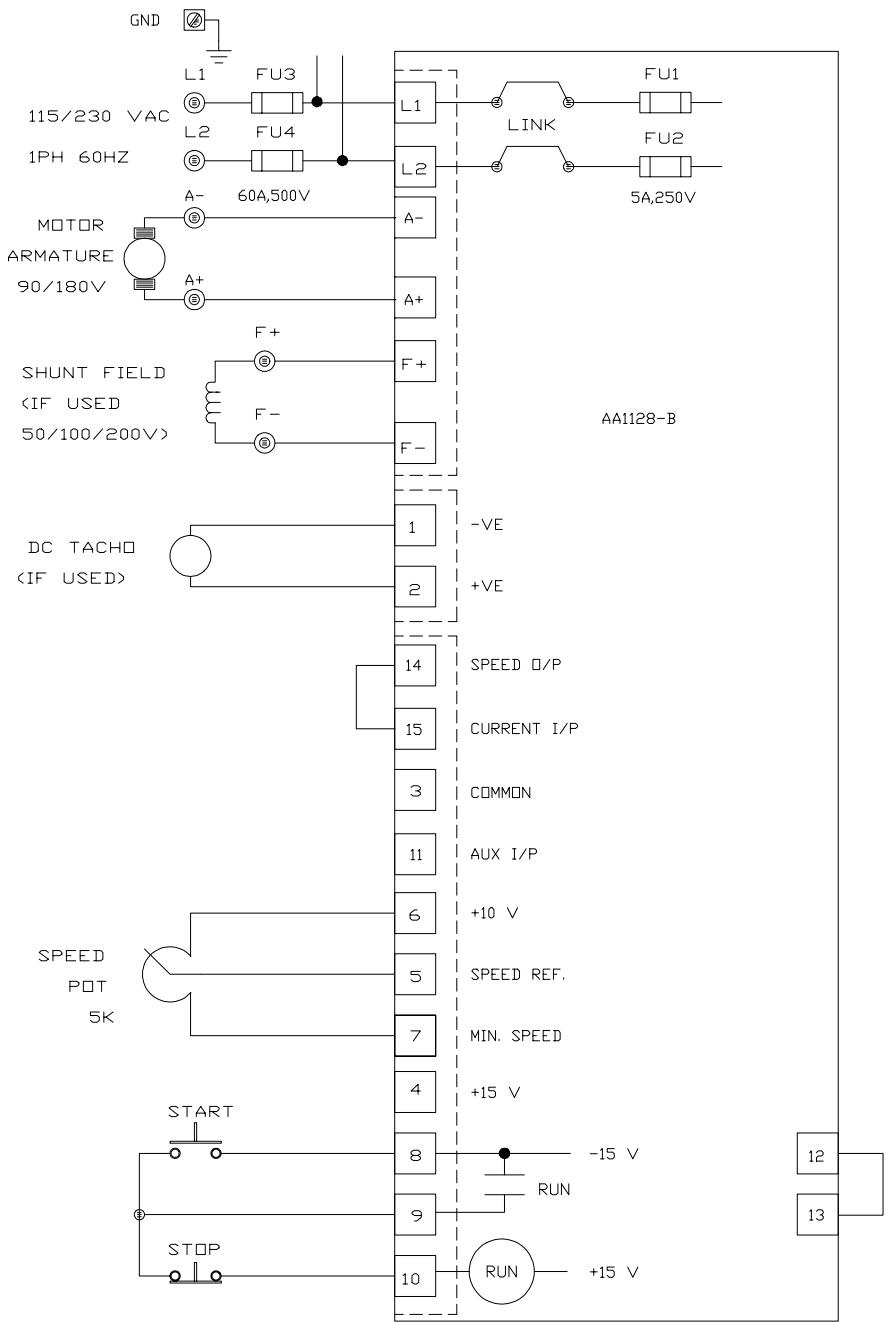 GND
L1 FU3
115/230 VAC
L2 FU4
1PH 60HZ
60A,500V
L1
LINK
FU1
L2
FU2
5A,250V
MOTOR
ARMATURE
90/180V
A-
A-
A+
A+
F+
F+
SHUNT FIELD
(IF USED
50/100/200V)
F-
F-
AA1128-B
DC TACHO
(IF USED)
1 -VE
2 +VE
14 SPEED O/P
15 CURRENT I/P
3 COMMON
11 AUX I/P
6 +10 V
SPEED
POT
5K
5 SPEED REF.
7 MIN. SPEED
4 +15 V
START
8 -15 V
RUN
9
STOP
10 RUN +15 V
12
13